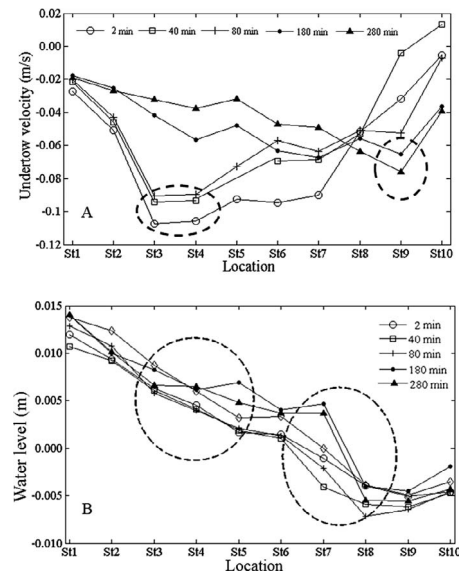 0.00
0.02
-0.02
-0.04
-0.06
-0.08
-0.1
-0.12
Undertow velocity (m/s)
2 min 40 min 80 min 180 min 280 min
A
St1 St2 St3 St4 St5 St6 St7 St8 St9 St10
Location
0.015
0.010
0.005
0.000
-0.005
-0.010
Water level (m)
2 min
40 min
80 min
180 min
280 min
B
St1 St2 St3 St4 St5 St6 St7 St8 St9 St10
Location